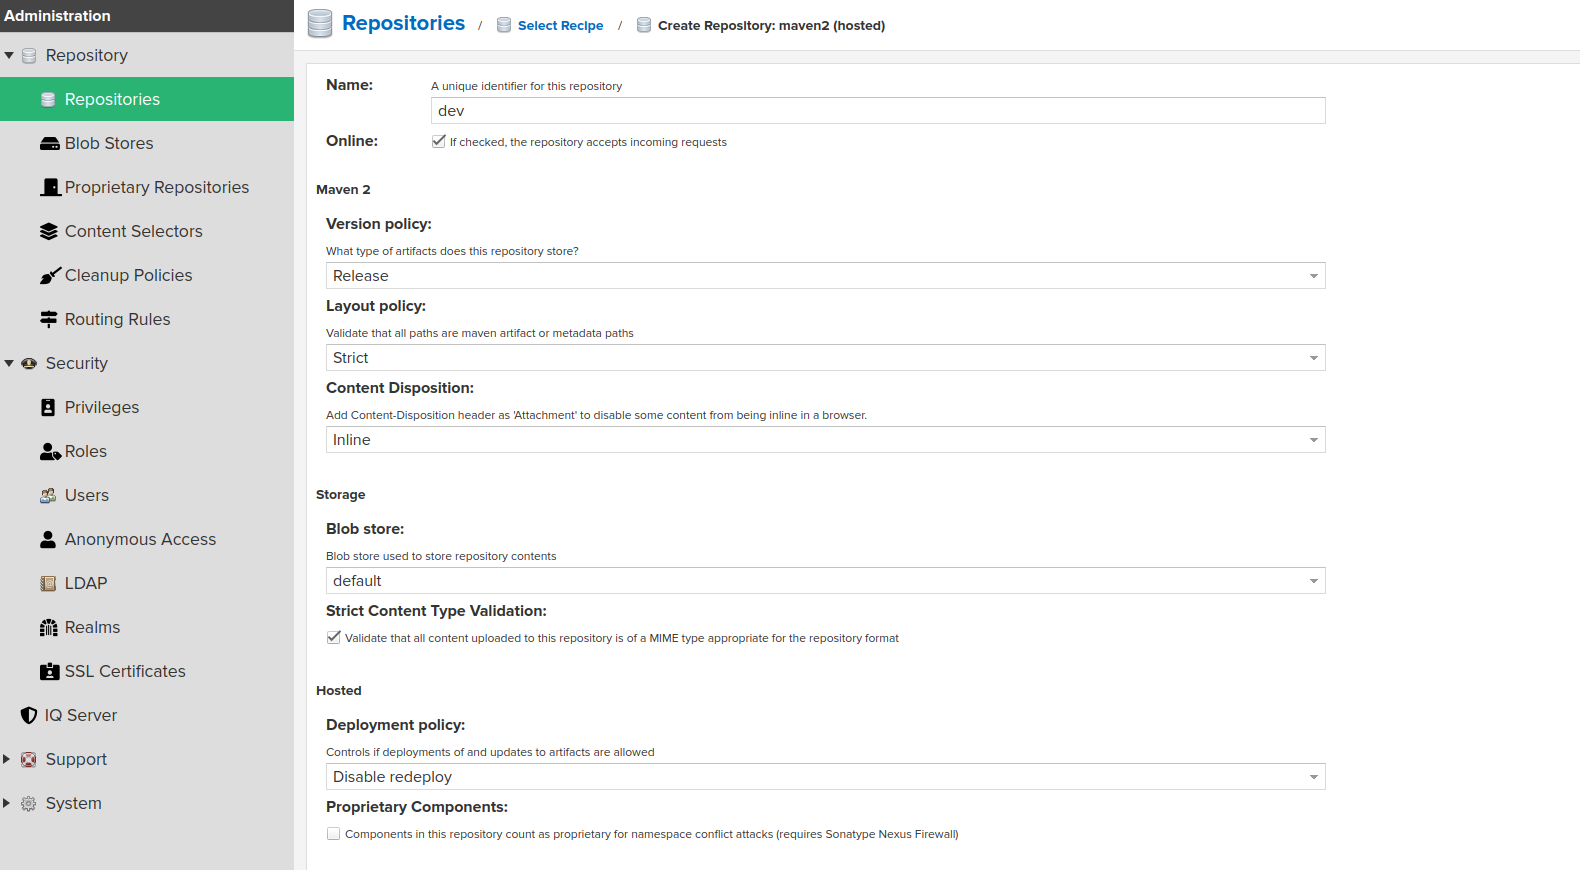 Administration
Repository
Repositories
Blob Stores
Proprietary Repositories
Content Selectors
Cleanup Policies
Routing Rules
Security
Privileges
Roles
Users
Anonymous Access
LDAP
Realms
SSL Certificates
IQ Server
Support
System
Repositories / Select Recipe / Create Repository: maven2 (hosted)
Name: A unique identifier for this repository
dev
Online: If checked, the repository accepts incoming requests
Maven 2
Version policy:
What type of artifacts does this repository store?
Release
Layout policy:
Validate that all paths are maven artifact or metadata paths
Strict
Content Disposition:
Add Content-Disposition header as 'Attachment' to disable some content from being inline in a browser.
Inline
Storage
Blob store:
Blob store used to store repository contents
default
Strict Content Type Validation:
Validate that all content uploaded to this repository is of a MIME type appropriate for the repository format
Hosted
Deployment policy:
Controls if deployments of and updates to artifacts are allowed
Disable redeploy
Proprietary Components:
Components in this repository count as proprietary for namespace conflict attacks (requires Sonatype Nexus Firewall)